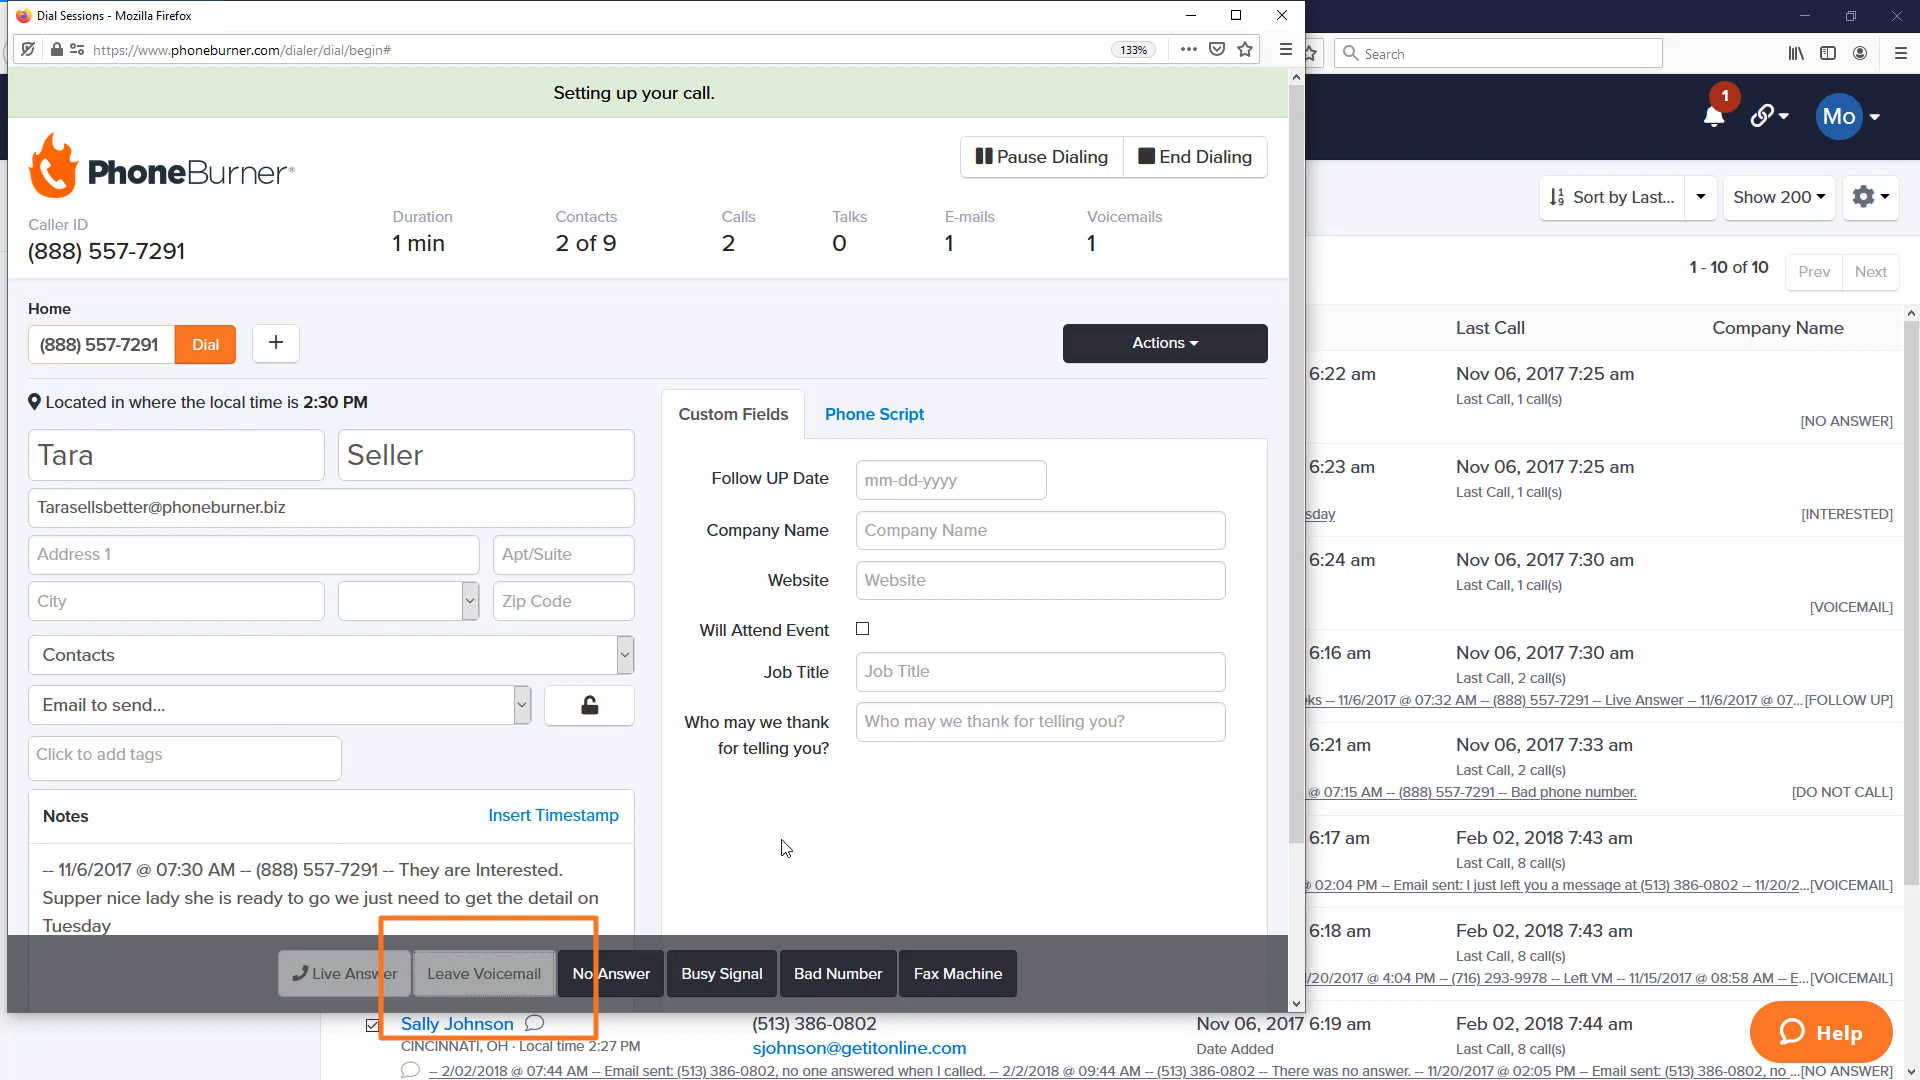 Dial Sessions - Mozilla Firefox
https://www.phoneburner.com/dialer/dial/begin#
133%
Search
Setting up your call.
PhoneBurner®
Pause Dialing
End Dialing
1
Mo
Caller ID
(888) 557-7291
Duration
1 min
Contacts
2 of 9
Calls
2
Talks
0
E-mails
1
Voicemails
1
Sort by Last...
Show 200
1 - 10 of 10
Prev
Next
Home
(888) 557-7291
Dial
+
Actions
Located in where the local time is 2:30 PM
Tara
Seller
Tarasellsbetter@phoneburner.biz
Address 1
Apt/Suite
City
Zip Code
Contacts
Email to send...
Click to add tags
Notes
Insert Timestamp
-- 11/6/2017 @ 07:30 AM -- (888) 557-7291 -- They are Interested.
Supper nice lady she is ready to go we just need to get the detail on
Tuesday
Custom Fields
Phone Script
Follow UP Date
mm-dd-yyyy
Company Name
Company Name
Website
Website
Will Attend Event
Job Title
Job Title
Who may we thank
for telling you?
Who may we thank for telling you?
Live Answer
Leave Voicemail
No Answer
Busy Signal
Bad Number
Fax Machine
Last Call
Company Name
6:22 am
Nov 06, 2017 7:25 am
Last Call, 1 call(s)
[NO ANSWER]
6:23 am
Nov 06, 2017 7:25 am
Last Call, 1 call(s)
sday
[INTERESTED]
6:24 am
Nov 06, 2017 7:30 am
Last Call, 1 call(s)
[VOICEMAIL]
6:16 am
Nov 06, 2017 7:30 am
Last Call, 2 call(s)
eks -- 11/6/2017 @ 07:32 AM -- (888) 557-7291 -- Live Answer -- 11/6/2017 @ 07...[FOLLOW UP]
6:21 am
Nov 06, 2017 7:33 am
Last Call, 2 call(s)
@ 07:15 AM -- (888) 557-7291 -- Bad phone number.
[DO NOT CALL]
6:17 am
Feb 02, 2018 7:43 am
Last Call, 8 call(s)
@ 02:04 PM -- Email sent: I just left you a message at (513) 386-0802 -- 11/20/2...[VOICEMAIL]
6:18 am
Feb 02, 2018 7:43 am
Last Call, 8 call(s)
/20/2017 @ 4:04 PM -- (716) 293-9978 -- Left VM -- 11/15/2017 @ 08:58 AM -- E...[VOICEMAIL]
Sally Johnson
(513) 386-0802
Nov 06, 2017 6:19 am
Feb 02, 2018 7:44 am
CINCINNATI, OH · Local time 2:27 PM
sjohnson@getitonline.com
Date Added
Last Call, 8 call(s)
-- 2/02/2018 @ 07:44 AM -- Email sent: (513) 386-0802, no one answered when I called. -- 2/2/2018 @ 09:44 AM -- (513) 386-0802 -- There was no answer. -- 11/20/2017 @ 02:05 PM -- Email sent: (513) 386-0802, no ...[NO ANSWER]
Help